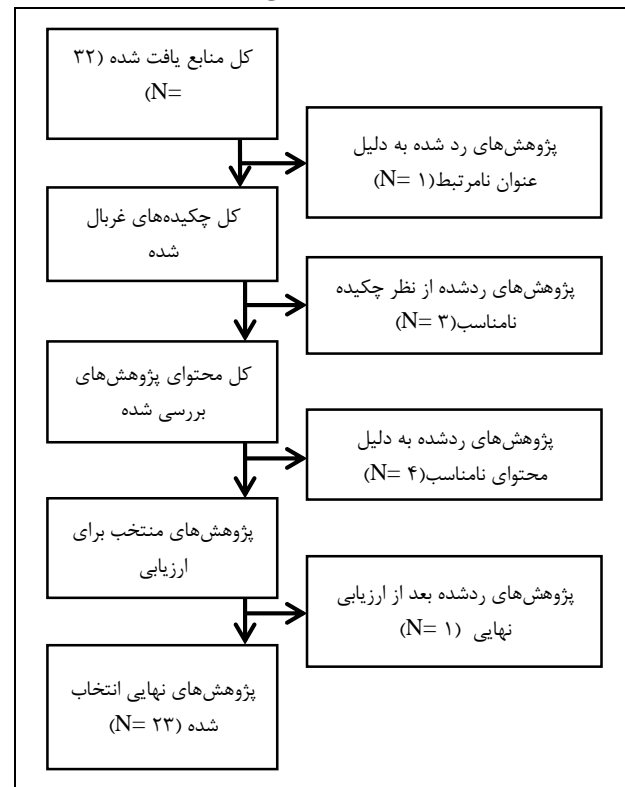 کل منابع یافت شده (۳۲
(N=
پژوهش‌های رد شده به دلیل
عنوان نامرتبط(N= ۱)
کل چکیده‌های غربال
شده
پژوهش‌های ردشده از نظر چکیده
نامناسب(N= ۳)
کل محتوای پژوهش‌های
بررسی شده
پژوهش‌های ردشده به دلیل
محتوای نامناسب(N= ۴)
پژوهش‌های منتخب برای
ارزیابی
پژوهش‌های ردشده بعد از ارزیابی
نهایی (N= ۱)
پژوهش‌های نهایی انتخاب
شده (N= ۲۳)